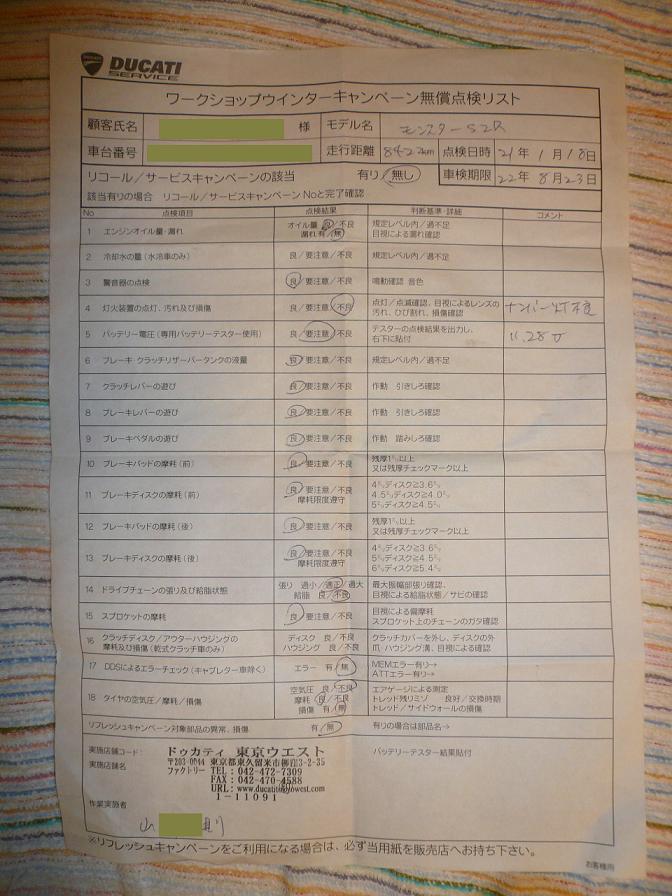 DUCATI
SERVICE
ワークショップウインターキャンペーン無償点検リスト
顧客氏名 様 モデル名 モンスターS2R
車台番号 走行距離 8422km 点検日時 21年 1月18日
リコール／サービスキャンペーンの該当 有り／無し 車検期限 22年 8月23日
該当有りの場合 リコール／サービスキャンペーン Noと完了確認
No 点検項目 点検結果 判断基準・詳細 コメント
1 エンジンオイル量・漏れ オイル量 良／不良 漏れ 有／無 規定レベル内／過不足 目視による漏れ確認
2 冷却水の量（水冷車のみ） 良／要注意／不良 規定レベル内／過不足
3 警音器の点検 良／要注意／不良 鳴動確認 音色
4 灯火装置の点灯、汚れ及び損傷 良／要注意／不良 点灯／点滅確認、目視によるレンズの汚れ、ひび割れ、損傷確認 ナンバー灯不良
5 バッテリー電圧（専用バッテリーテスター使用） 良／要注意／不良 テスターの点検結果を出力し、右下に貼付 11.28V
6 ブレーキ・クラッチリザーバータンクの液量 良／要注意／不良 規定レベル内／過不足
7 クラッチレバーの遊び 良／要注意／不良 作動 引きしろ確認
8 ブレーキレバーの遊び 良／要注意／不良 作動 引きしろ確認
9 ブレーキペダルの遊び 良／要注意／不良 作動 踏みしろ確認
10 ブレーキパッドの摩耗（前） 良／要注意／不良 残厚1㎜以上 又は残厚チェックマーク以上
11 ブレーキディスクの摩耗（前） 良／要注意／不良 摩耗限度遵守 4㎜ディスク≧3.6㎜ 4.5㎜ディスク≧4.0㎜ 5㎜ディスク≧4.5㎜
12 ブレーキパッドの摩耗（後） 良／要注意／不良 残厚1㎜以上 又は残厚チェックマーク以上
13 ブレーキディスクの摩耗（後） 良／要注意／不良 摩耗限度遵守 4㎜ディスク≧3.6㎜ 5㎜ディスク≧4.5㎜ 6㎜ディスク≧5.4㎜
14 ドライブチェーンの張り及び給脂状態 張り 過小／適正／過大 給脂 良／不良 最大振幅部張り確認、目視による給脂状態／サビの確認
15 スプロケットの摩耗 良／要注意／不良 目視による偏摩耗 スプロケット上のチェーンのガタ確認
16 クラッチディスク／アウターハウジングの摩耗及び損傷（乾式クラッチ車のみ） ディスク 良／不良 ハウジング 良／不良 クラッチカバーを外し、ディスクの外爪、ハウジング溝、目視による確認
17 DDSによるエラーチェック（キャブレター車除く） エラー 有／無 MEMエラー有り→ ATTエラー有り→
18 タイヤの空気圧／摩耗／損傷 空気圧 良／不良 摩耗 良／不良 損傷 有／無 エアゲージによる測定 トレッド残リミゾ 良好／交換時期 トレッド／サイドウォールの損傷
リフレッシュキャンペーン対象部品の異常、損傷 有／無 有りの場合は部品名→
実施店舗コード： ドゥカティ 東京ウエスト バッテリーテスター結果貼付
実施店舗名 〒203-0044 東京都東久留米市柳窪3-2-35
ファクトリー TEL：042-472-7309
FAX：042-470-4588
URL：www.ducati
1-11091
作業実施者
山
※リフレッシュキャンペーンをご利用になる場合は、必ず当用紙を販売店へお持ち下さい。
お客様用